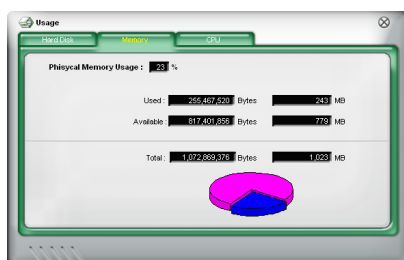 Usage
Hard Disk Memory CPU
Phisycal Memory Usage : 23 %
Used : 255,467,520 Bytes 243 MB
Available : 817,401,856 Bytes 779 MB
Total : 1,072,869,376 Bytes 1,023 MB